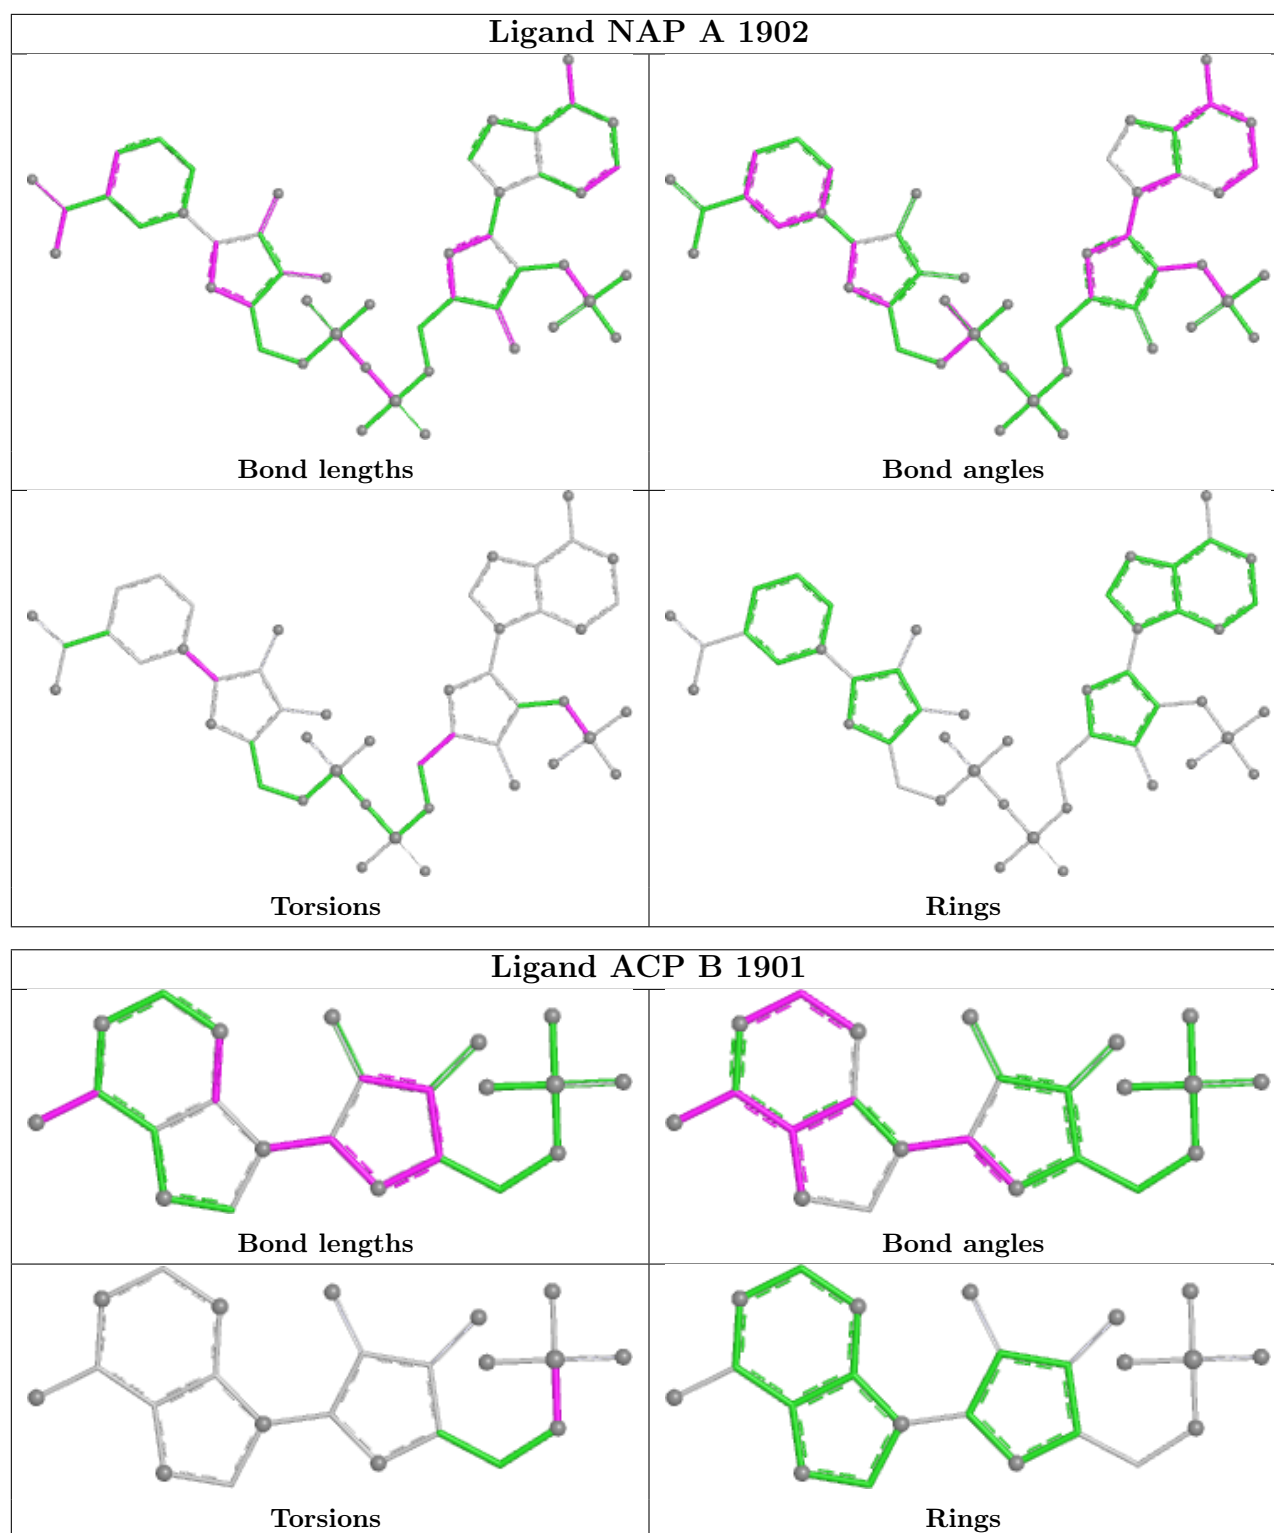 Ligand NAP A 1902
Bond lengths
Bond angles
Torsions
Rings
Ligand ACP B 1901
Bond lengths
Bond angles
Torsions
Rings